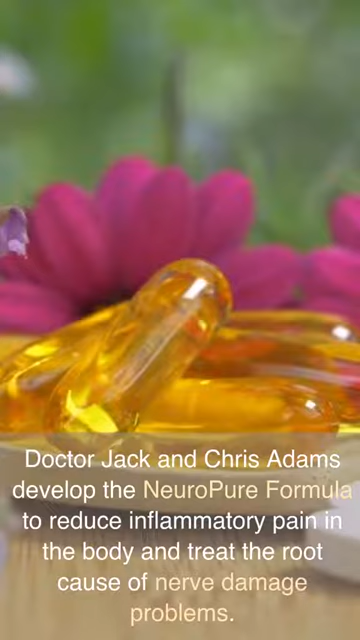 Doctor Jack and Chris Adams
develop the NeuroPure Formula
to reduce inflammatory pain in
the body and treat the root
cause of nerve damage
problems.